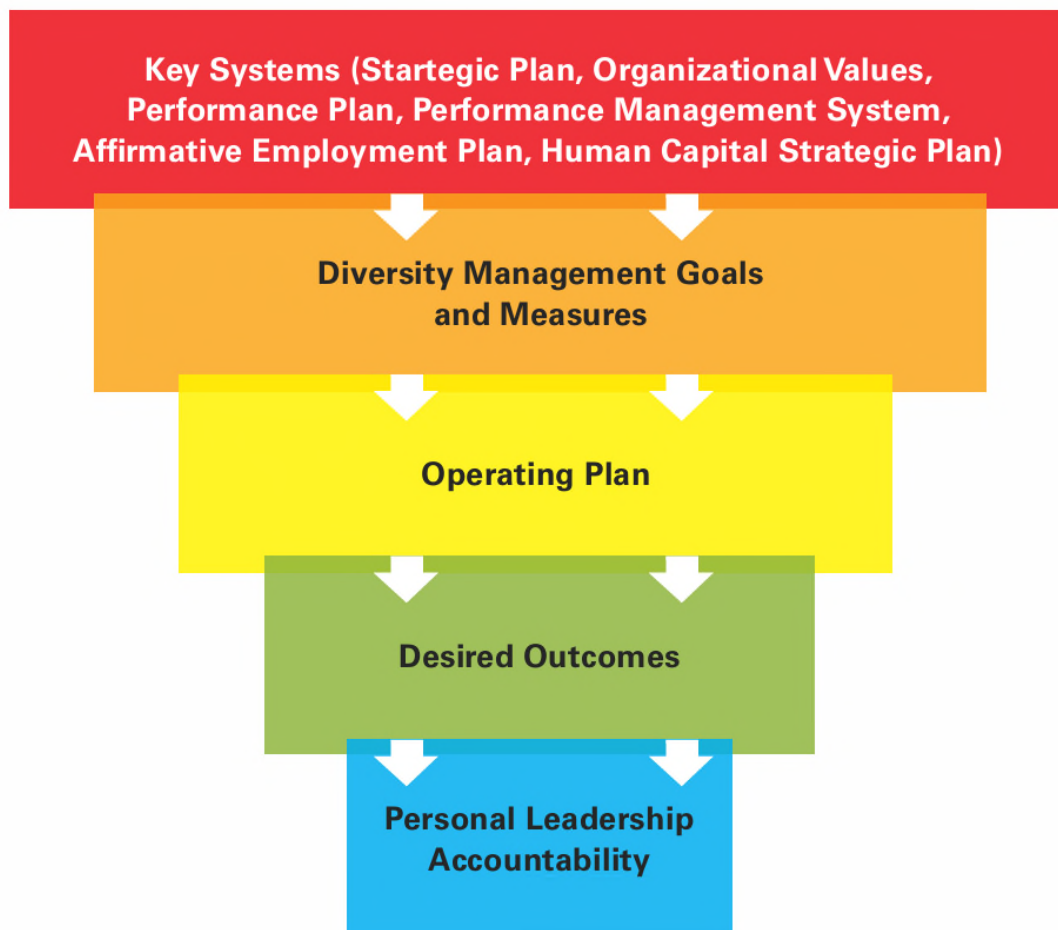 Key Systems (Startegic Plan, Organizational Values,
Performance Plan, Performance Management System,
Affirmative Employment Plan, Human Capital Strategic Plan)
Diversity Management Goals
and Measures
Operating Plan
Desired Outcomes
Personal Leadership
Accountability